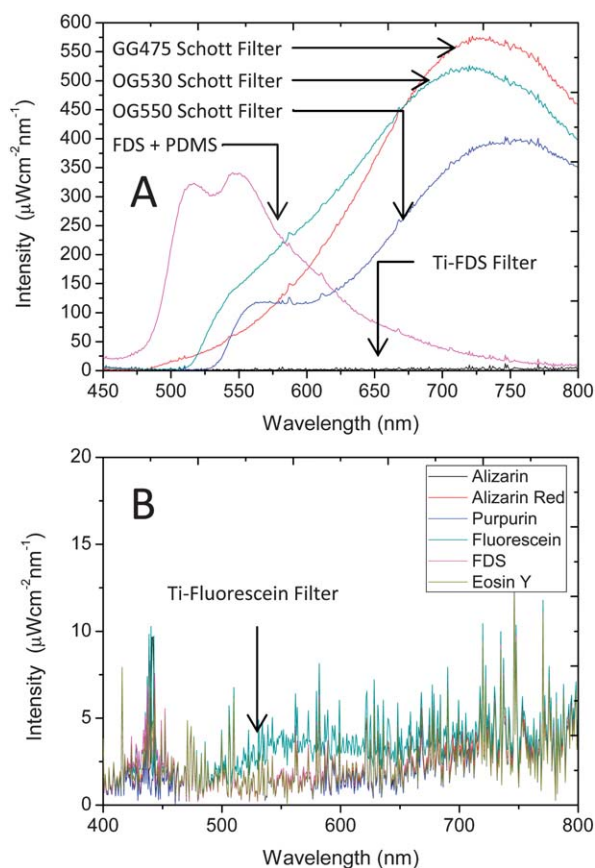 A
600
550
500
450
400
350
300
250
200
150
100
50
0
Intensity (µWcm-2nm-1)
GG475 Schott Filter
OG530 Schott Filter
OG550 Schott Filter
FDS + PDMS
Ti-FDS Filter
450 500 550 600 650 700 750 800
Wavelength (nm)
B
20
15
10
5
0
Intensity (µWcm-2nm-1)
Alizarin
Alizarin Red
Purpurin
Fluorescein
FDS
Eosin Y
Ti-Fluorescein Filter
400 500 600 700 800
Wavelength (nm)